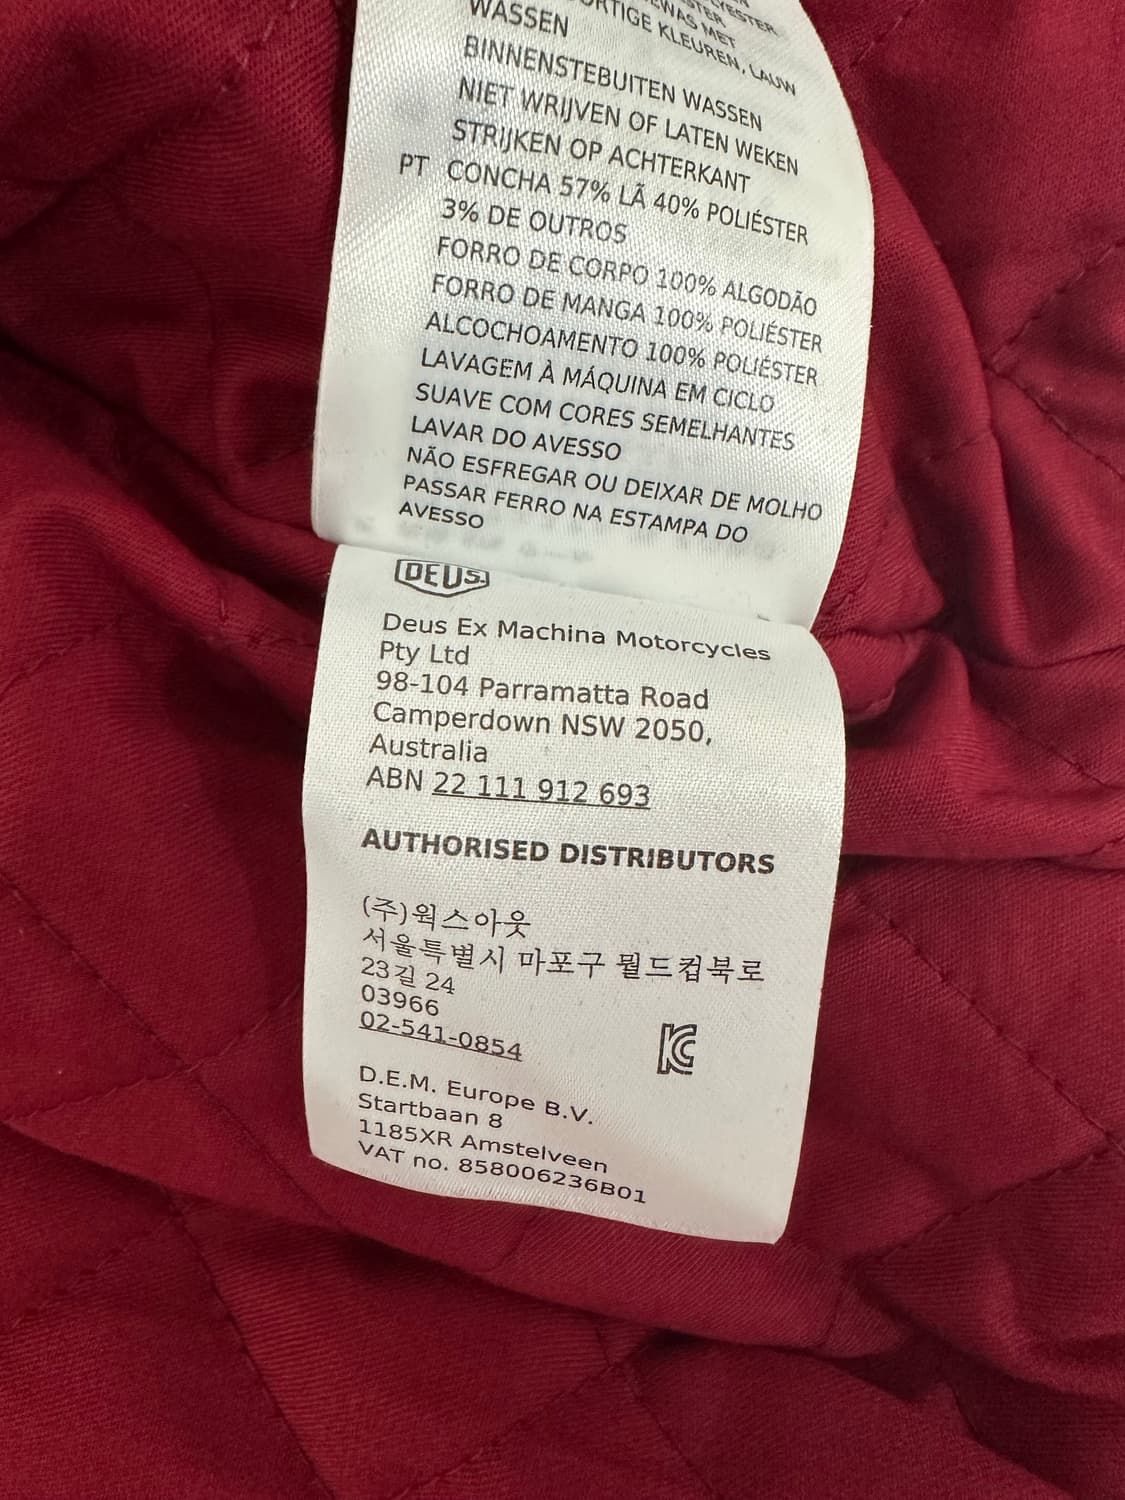 WAS MET
KLEUREN, LAUW
WASSEN
BINNENSTEBUITEN WASSEN
NIET WRIJVEN OF LATEN WEKEN
STRIJKEN OP ACHTERKANT
PT CONCHA 57% LÃ 40% POLIÉSTER
3% DE OUTROS
FORRO DE CORPO 100% ALGODÃO
FORRO DE MANGA 100% POLIÉSTER
ALCOCHOAMENTO 100% POLIÉSTER
LAVAGEM À MÁQUINA EM CICLO
SUAVE COM CORES SEMELHANTES
LAVAR DO AVESSO
NÃO ESFREGAR OU DEIXAR DE MOLHO
PASSAR FERRO NA ESTAMPA DO
AVESSO
DEUS.
Deus Ex Machina Motorcycles
Pty Ltd
98-104 Parramatta Road
Camperdown NSW 2050,
Australia
ABN 22 111 912 693
AUTHORISED DISTRIBUTORS
(주)웍스아웃
서울특별시 마포구 월드컵북로
23길 24
03966
02-541-0854
KC
D.E.M. Europe B.V.
Startbaan 8
1185XR Amstelveen
VAT no. 858006236B01